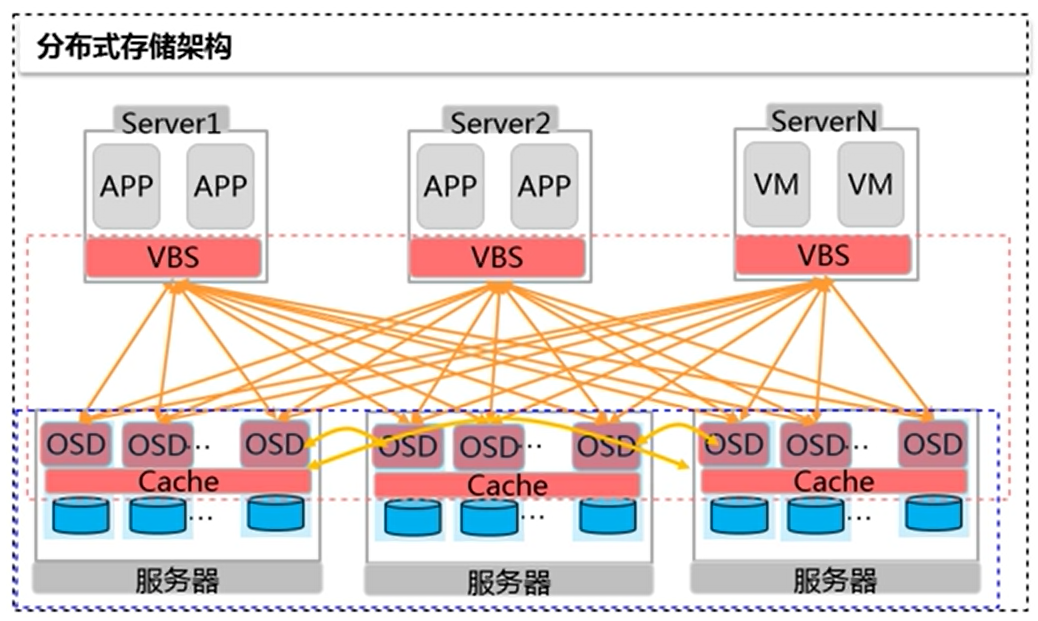 分布式存储架构
Server1 Server2 ServerN
APP APP APP APP VM VM
VBS VBS VBS
OSD OSD ... OSD OSD OSD ... OSD OSD OSD ... OSD
Cache Cache Cache
... ... ...
服务器 服务器 服务器